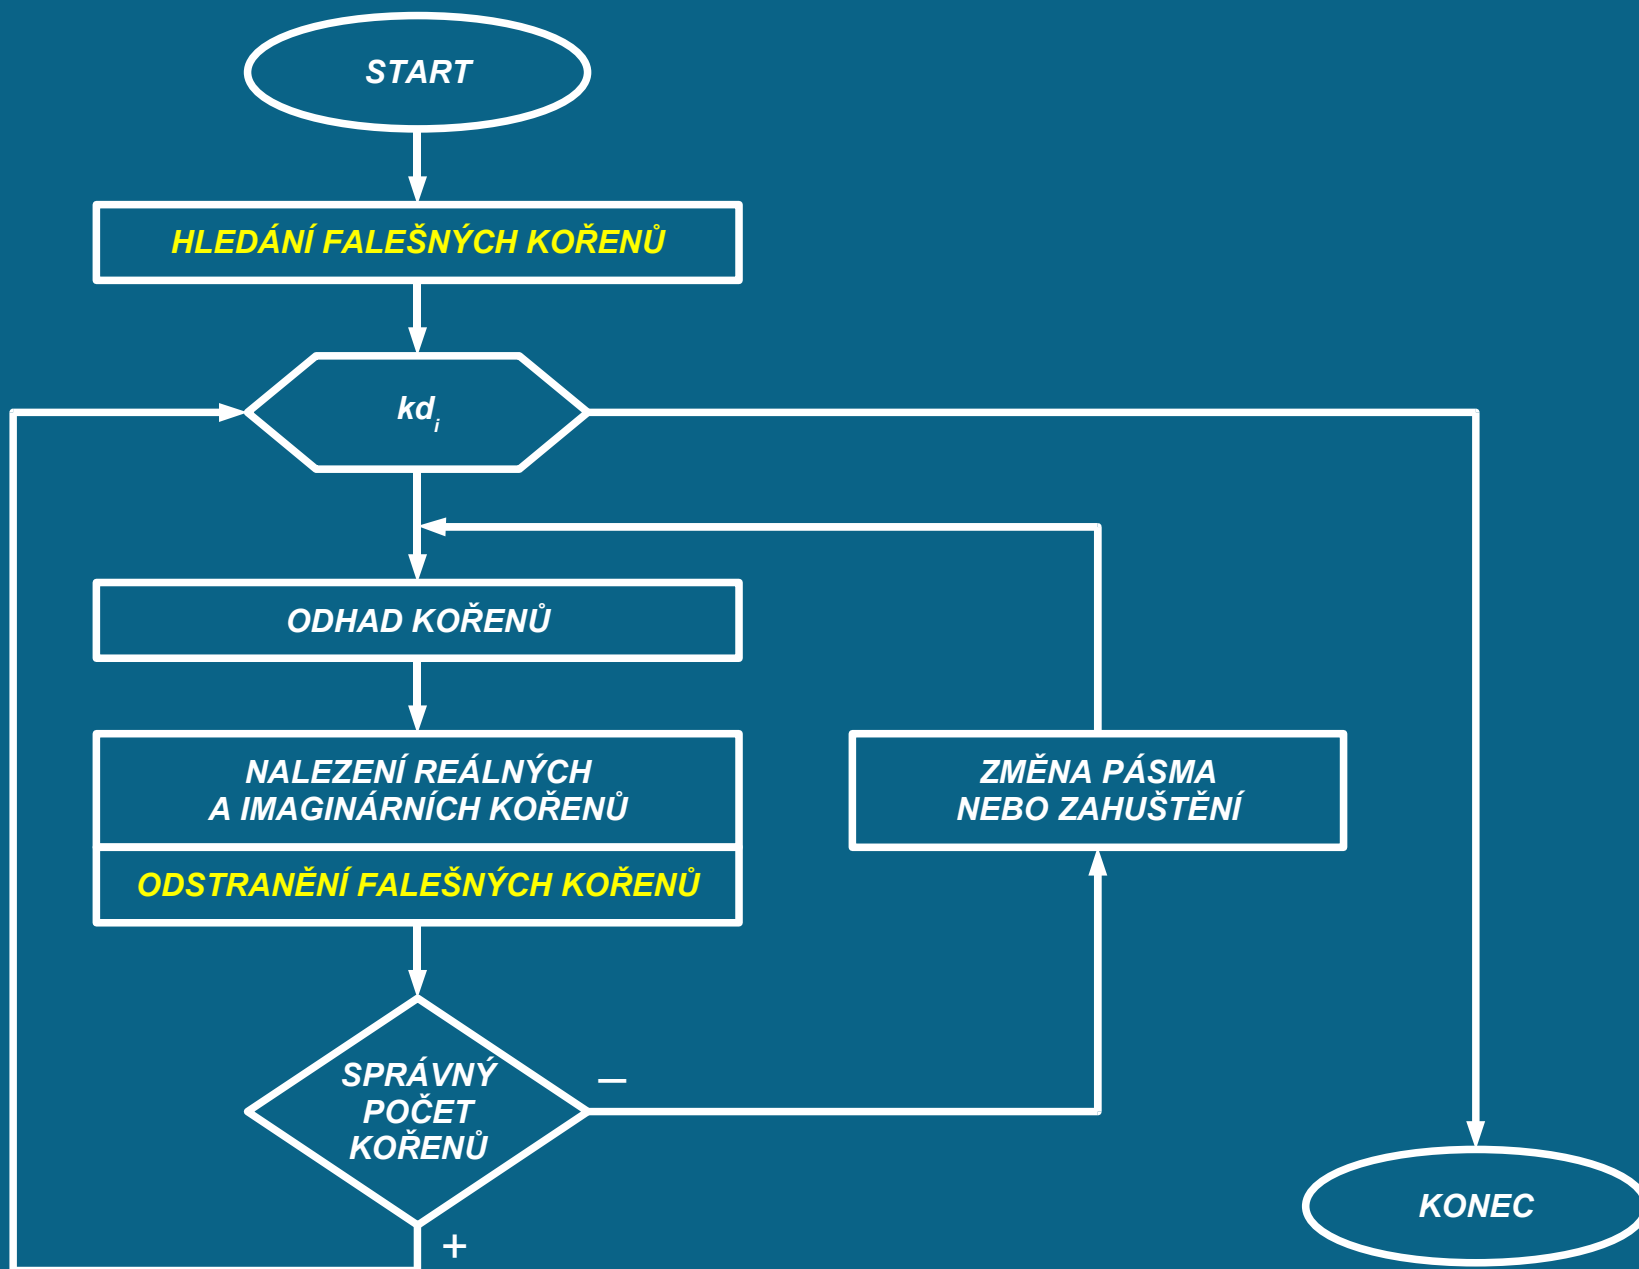 START
HLEDÁNÍ FALEŠNÝCH KOŘENŮ
kd_i
ODHAD KOŘENŮ
NALEZENÍ REÁLNÝCH
A IMAGINÁRNÍCH KOŘENŮ
ODSTRANĚNÍ FALEŠNÝCH KOŘENŮ
ZMĚNA PÁSMA
NEBO ZAHUŠTĚNÍ
SPRÁVNÝ
POČET
KOŘENŮ
–
+
KONEC